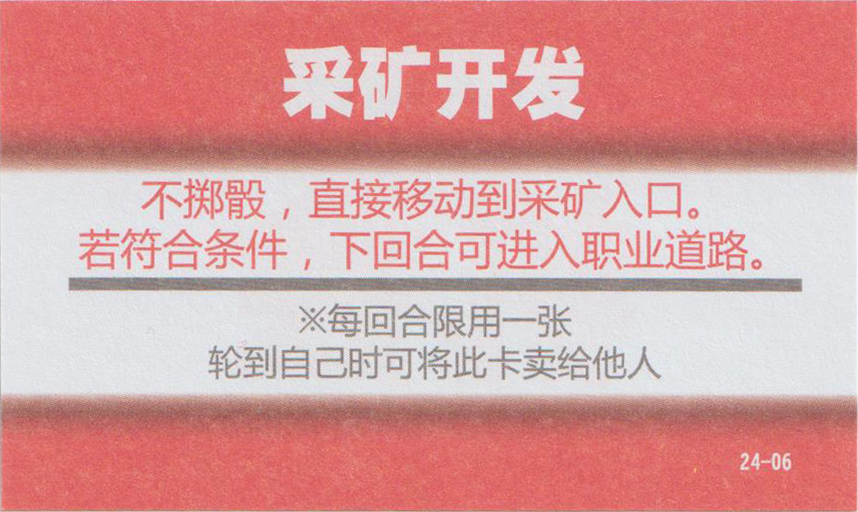 采矿开发
不掷骰，直接移动到采矿入口。
若符合条件，下回合可进入职业道路。
※每回合限用一张
轮到自己时可将此卡卖给他人
24-06